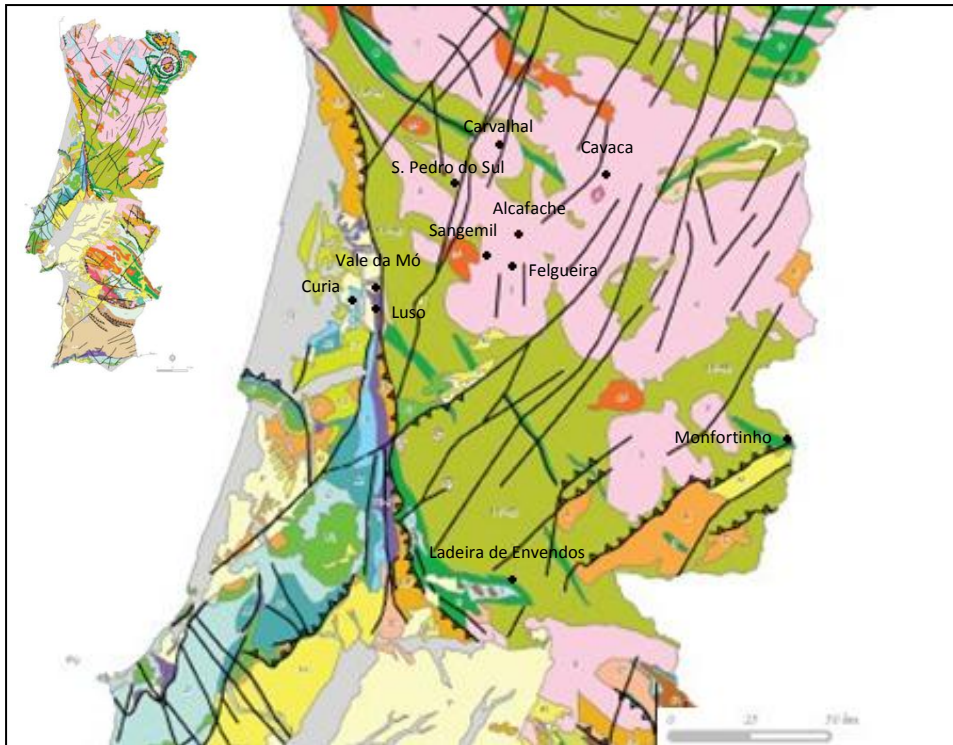 Carvalhal
Cavaca
S. Pedro do Sul
Alcafache
Sangemil
Felgueira
Vale da Mó
Curia
Luso
Monfortinho
Ladeira de Envendos
0 25 50 km